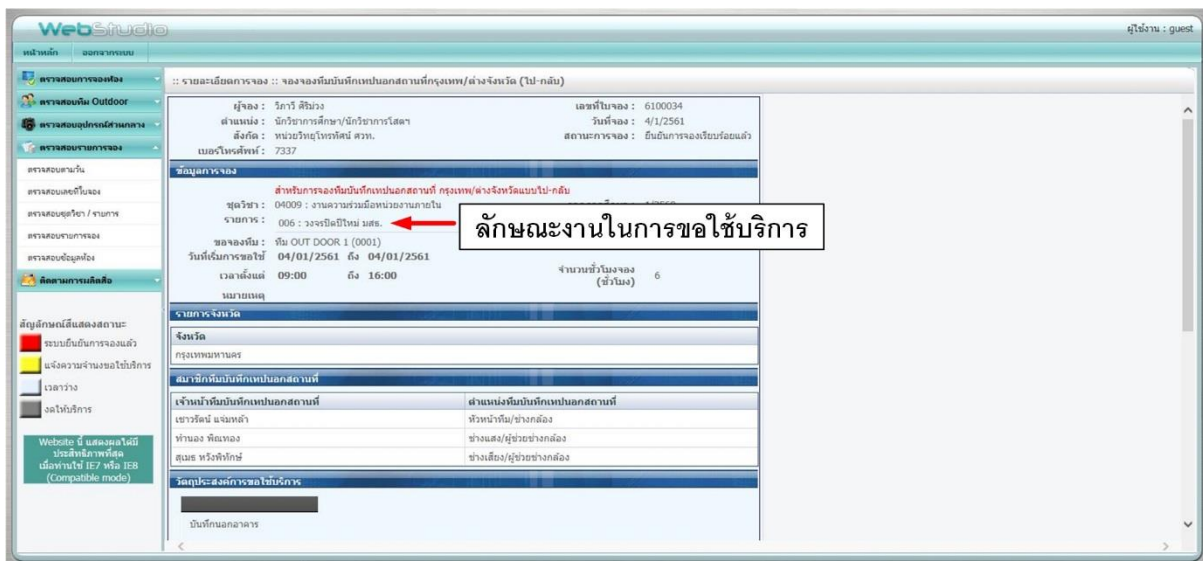 WebStudio
ผู้ใช้งาน : guest
หน้าหลัก ออกจากระบบ
ตรวจสอบการจองห้อง
ตรวจสอบทีม Outdoor
ตรวจสอบอุปกรณ์ส่วนกลาง
ตรวจสอบรายการจอง
ตรวจสอบตามวัน
ตรวจสอบเลขที่ใบจอง
ตรวจสอบชุดวิชา / รายการ
ตรวจสอบรายการจอง
ตรวจสอบข้อมูลห้อง
ติดตามการผลิตสื่อ
สัญลักษณ์สีแสดงสถานะ
ระบบยืนยันการจองแล้ว
แจ้งความจำนงขอใช้บริการ
เวลาว่าง
งดให้บริการ
Website นี้ แสดงผลได้มี
ประสิทธิภาพที่สุด
เมื่อท่านใช้ IE7 หรือ IE8
(Compatible mode)
:: รายละเอียดการจอง :: จองจองทีมบันทึกเทปนอกสถานที่กรุงเทพ/ต่างจังหวัด (ไป-กลับ)
ผู้จอง : วิภาวี ศิริม่วง เลขที่ใบจอง : 6100034
ตำแหน่ง : นักวิชาการศึกษา/นักวิชาการโสตฯ วันที่จอง : 4/1/2561
สังกัด : หน่วยวิทยุโทรทัศน์ ศวท. สถานะการจอง : ยืนยันการจองเรียบร้อยแล้ว
เบอร์โทรศัพท์ : 7337
ข้อมูลการจอง
สำหรับการจองทีมบันทึกเทปนอกสถานที่ กรุงเทพ/ต่างจังหวัดแบบไป-กลับ
ชุดวิชา : 04009 : งานความร่วมมือหน่วยงานภายใน
รายการ : 006 : วงจรปิดปีใหม่ มสธ.
ลักษณะงานในการขอใช้บริการ
ขอจองทีม : ทีม OUT DOOR 1 (0001)
วันที่เริ่มการขอใช้ 04/01/2561 ถึง 04/01/2561
เวลาตั้งแต่ 09:00 ถึง 16:00 จำนวนชั่วโมงจอง 6
(ชั่วโมง)
หมายเหตุ
รายการจังหวัด
จังหวัด
กรุงเทพมหานคร
สมาชิกทีมบันทึกเทปนอกสถานที่
เจ้าหน้าที่ทีมบันทึกเทปนอกสถานที่ ตำแหน่งทีมบันทึกเทปนอกสถานที่
เชาวรัตน์ แจ่มหล้า หัวหน้าทีม/ช่างกล้อง
ทำนอง พิณทอง ช่างแสง/ผู้ช่วยช่างกล้อง
สุเมธ หวังพิทักษ์ ช่างเสียง/ผู้ช่วยช่างกล้อง
วัตถุประสงค์การขอใช้บริการ
บันทึกนอกอาคาร